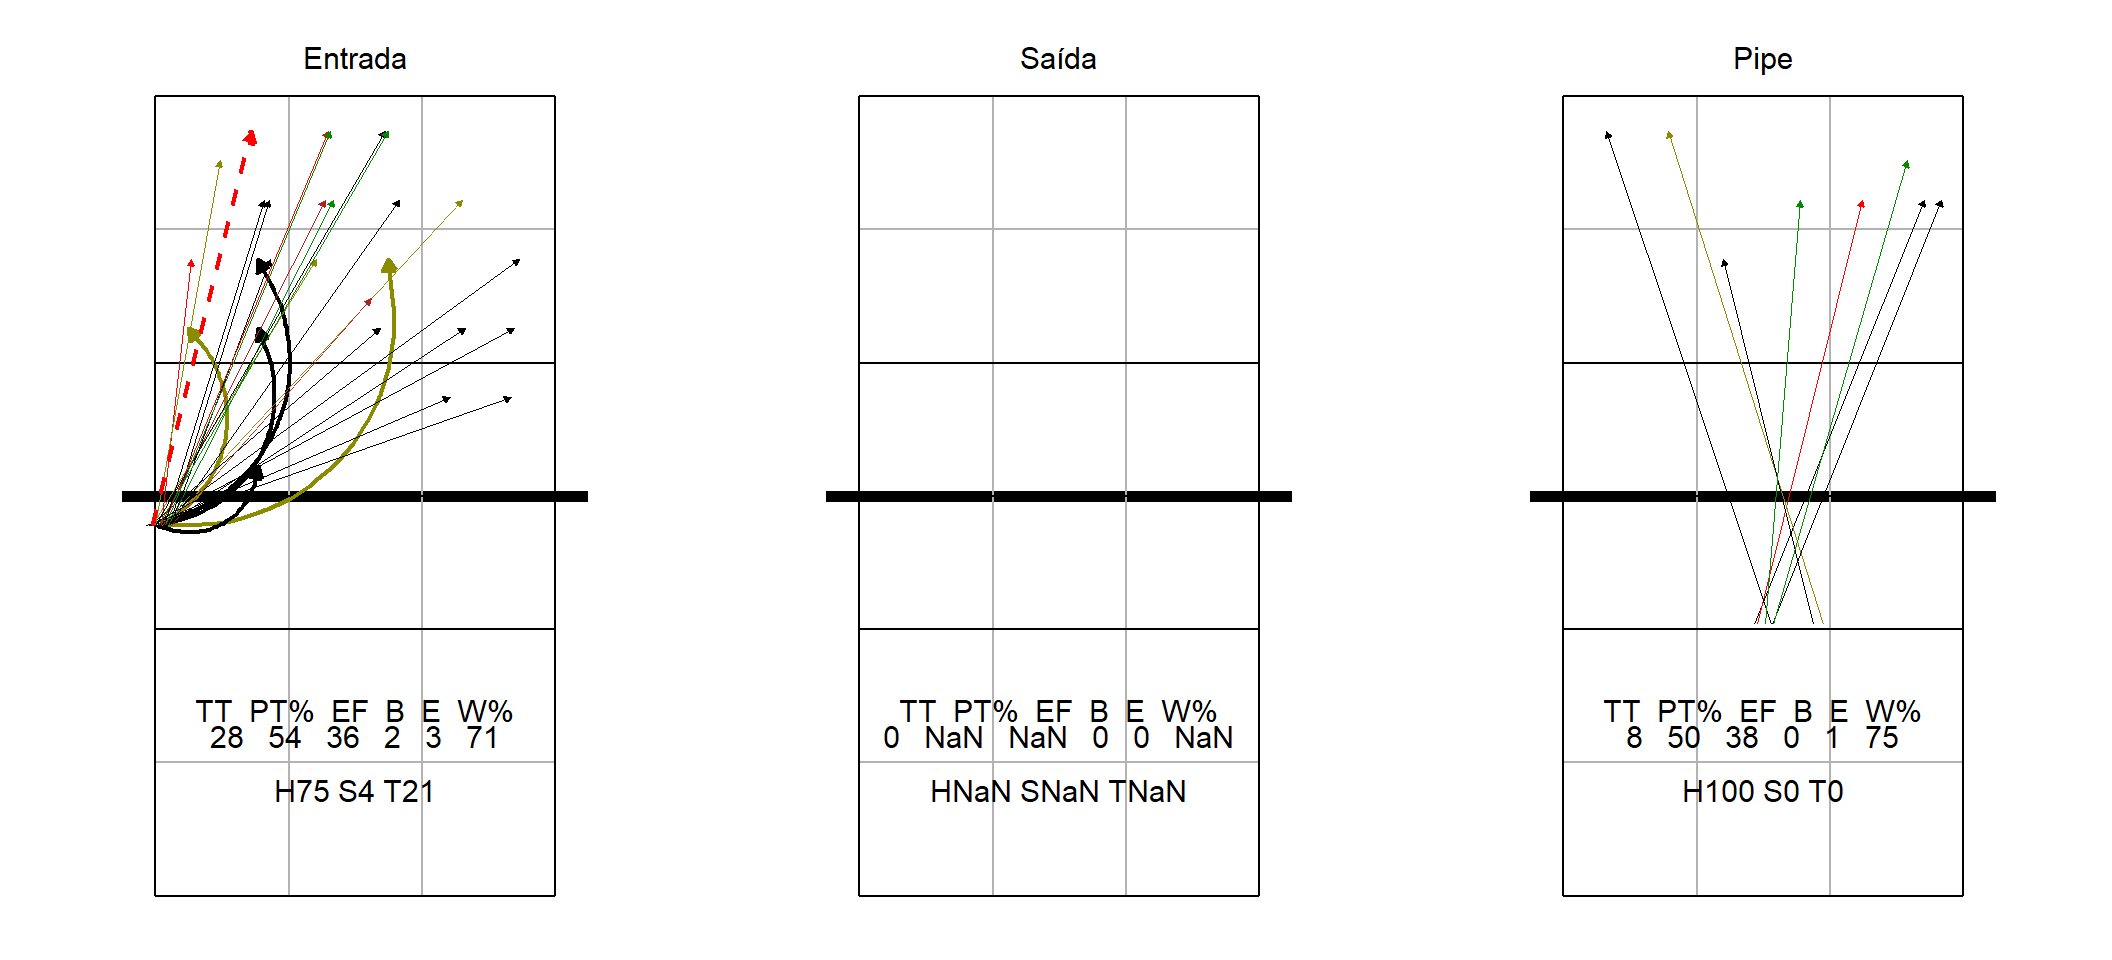 Entrada
TT PT% EF B E W%
28 54 36 2 3 71
H75 S4 T21
Saída
TT PT% EF B E W%
0 NaN NaN 0 0 NaN
HNaN SNaN TNaN
Pipe
TT PT% EF B E W%
8 50 38 0 1 75
H100 S0 T0